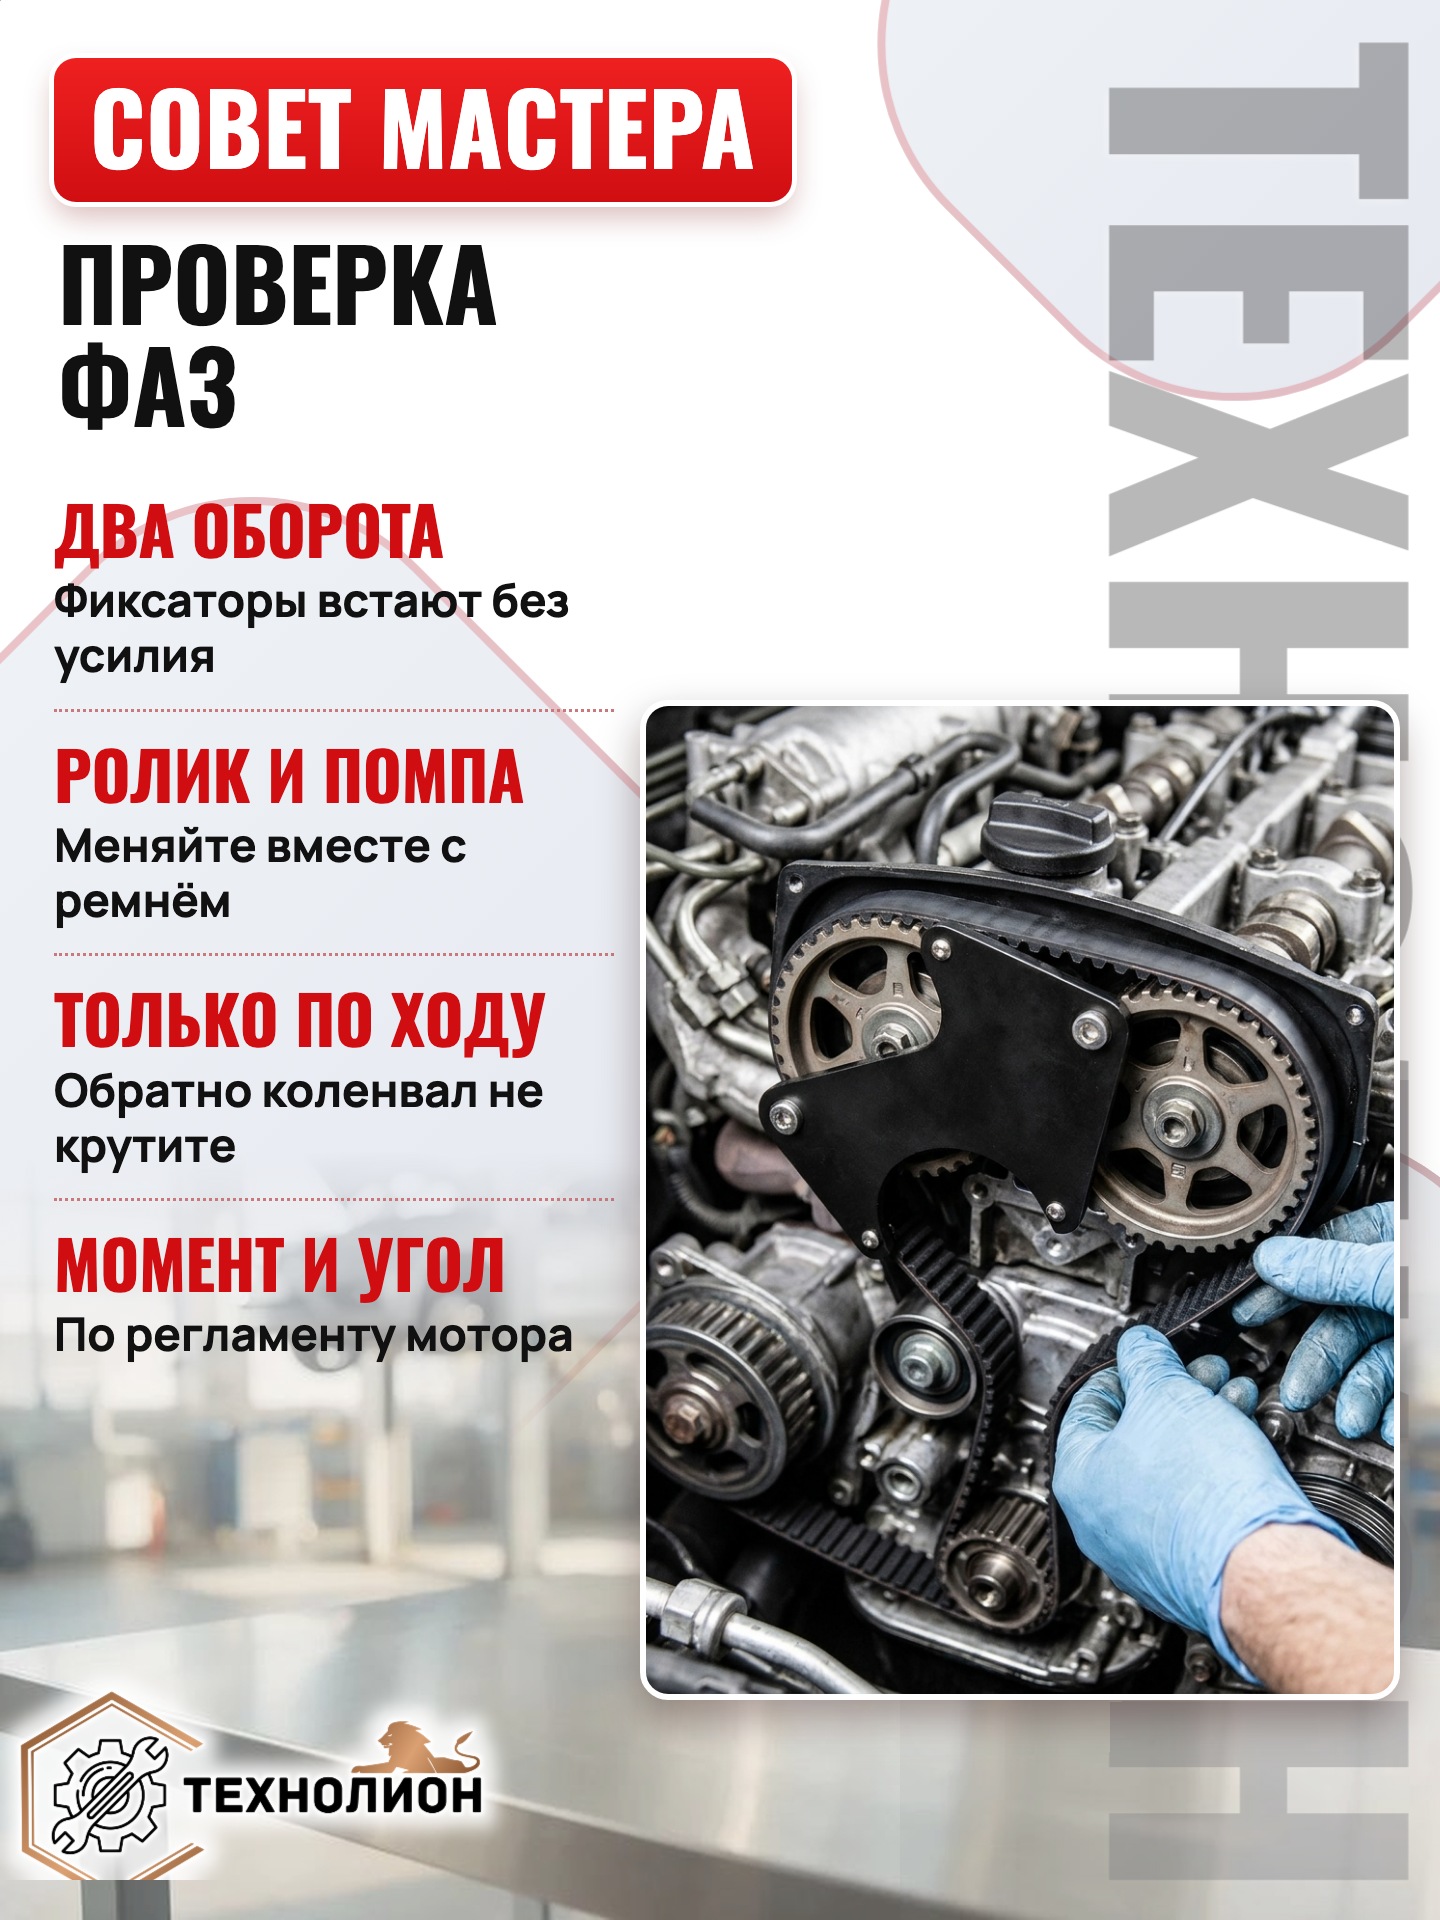 СОВЕТ МАСТЕРА
ПРОВЕРКА
ФАЗ
ДВА ОБОРОТА
Фиксаторы встают без
усилия
РОЛИК И ПОМПА
Меняйте вместе с
ремнём
ТОЛЬКО ПО ХОДУ
Обратно коленвал не
крутите
МОМЕНТ И УГОЛ
По регламенту мотора
ТЕХНОЛИОН